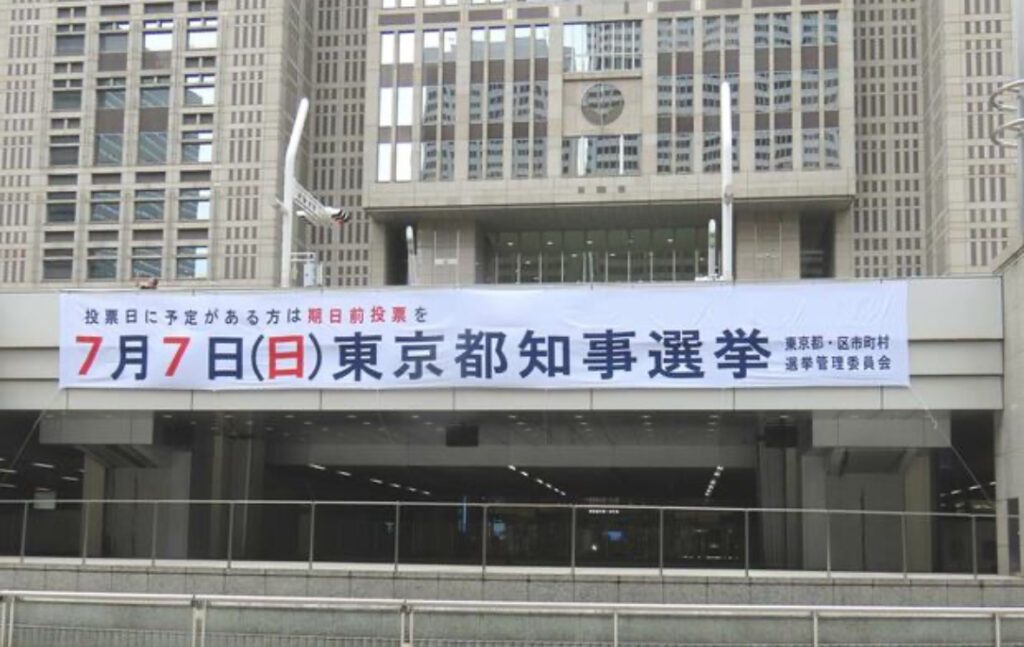 投票日に予定がある方は期日前投票を
7月7日(日)東京都知事選挙
東京都・区市町村
選挙管理委員会